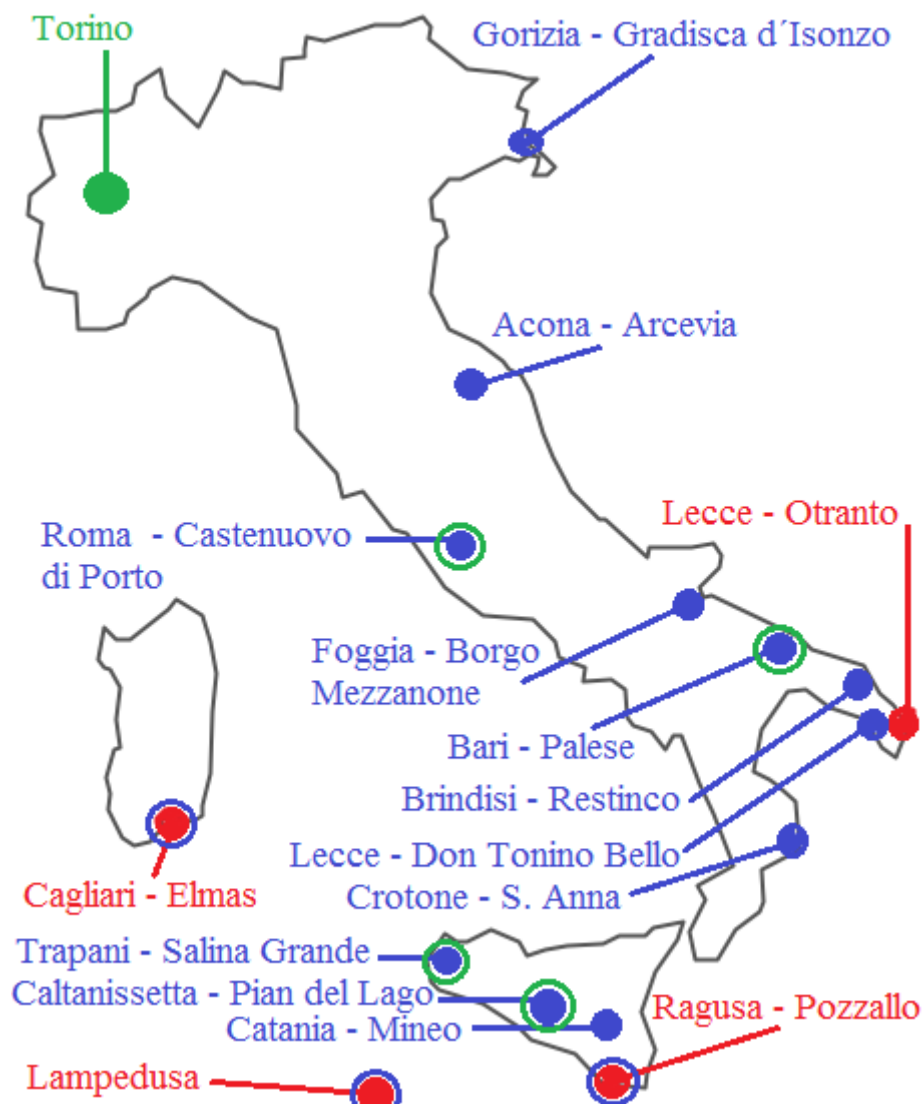 Torino
Gorizia - Gradisca d´Isonzo
Acona - Arcevia
Lecce - Otranto
Roma - Castenuovo
di Porto
Foggia - Borgo
Mezzanone
Bari - Palese
Brindisi - Restinco
Lecce - Don Tonino Bello
Crotone - S. Anna
Cagliari - Elmas
Trapani - Salina Grande
Caltanissetta - Pian del Lago
Catania - Mineo
Ragusa - Pozzallo
Lampedusa